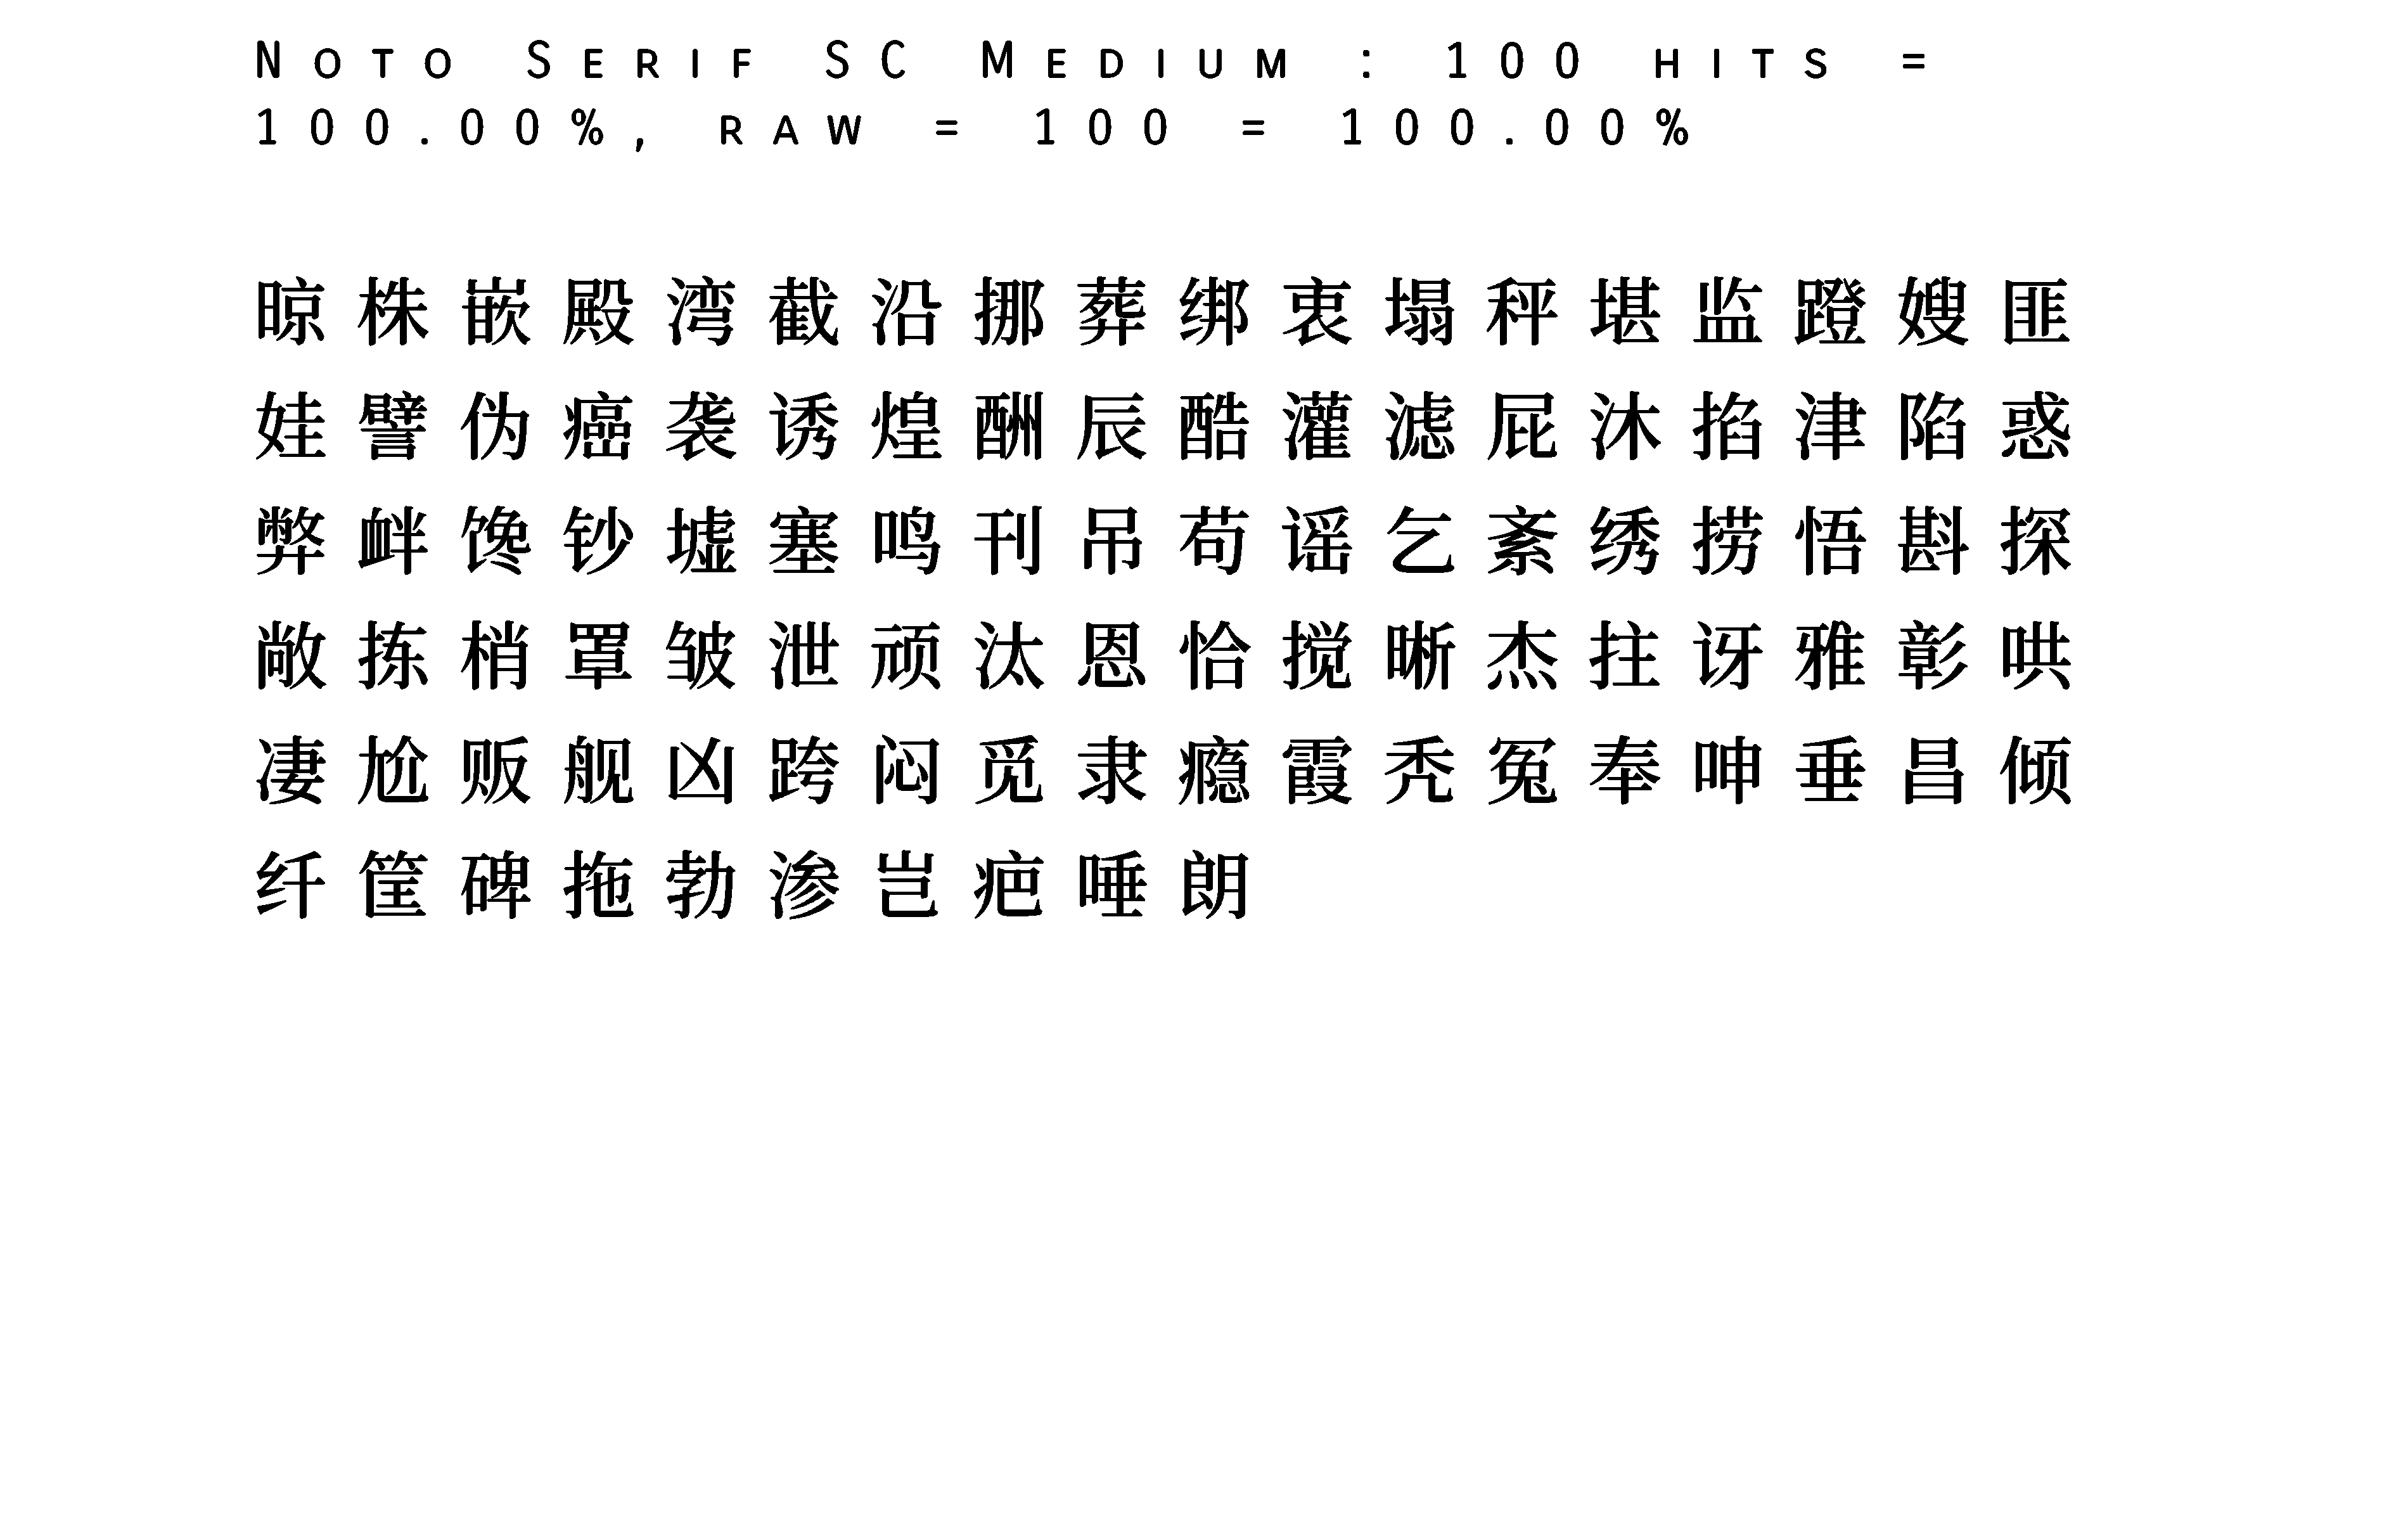 Noto Serif SC Medium : 100 hits =
100.00%, raw = 100 = 100.00%
晾株嵌殿湾截沿挪葬绑衷塌秤堪监蹬嫂匪
娃譬伪癌袭诱煌酬辰酷灌滤屁沐掐津陷惑
弊衅馋钞墟塞鸣刊吊苟谣乞紊绣捞悟斟探
敞拣梢罩皱泄顽汰恩恰搅晰杰拄讶雅彰哄
凄尬贩舰凶跨闷觅隶瘾霞秃冤奉呻垂昌倾
纤筐碑拖勃渗岂疤唾朗